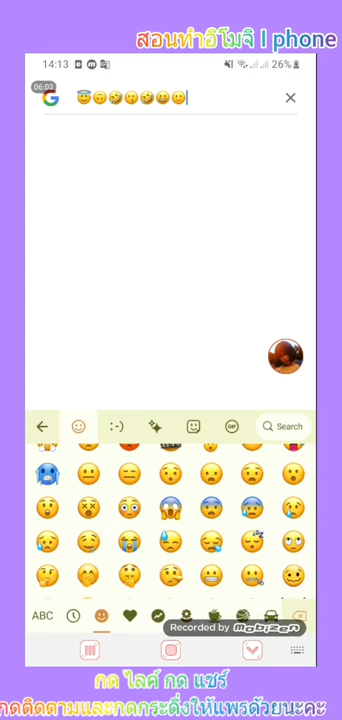 สอนทำอิโมจิ I phone
14:13
26%
06:02
G
😇🙃🤣😗🤣😆🙂
:-)
GIF
Search
ABC
Recorded by mobizen
กด ไลค์ กด แชร์
กดติดตามและกดกระดิ่งให้แพรด้วยนะคะ